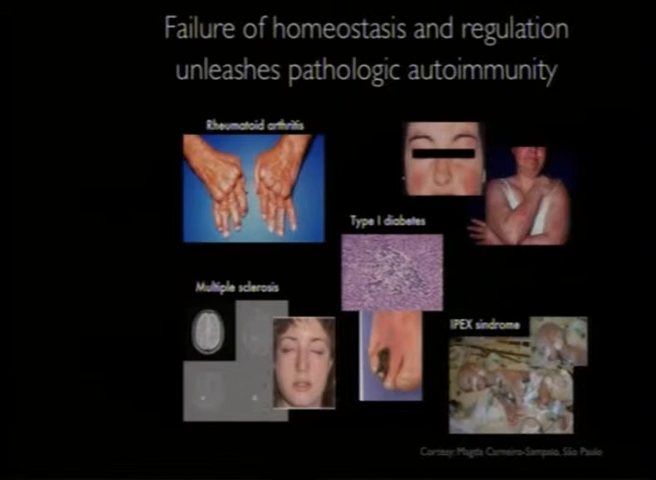 Failure of homeostasis and regulation
unleashes pathologic autoimmunity
Rheumatoid arthritis
Type I diabetes
Multiple sclerosis
IPEX sindrome
Cortesy: Magda Carneiro-Sampaio, São Paulo